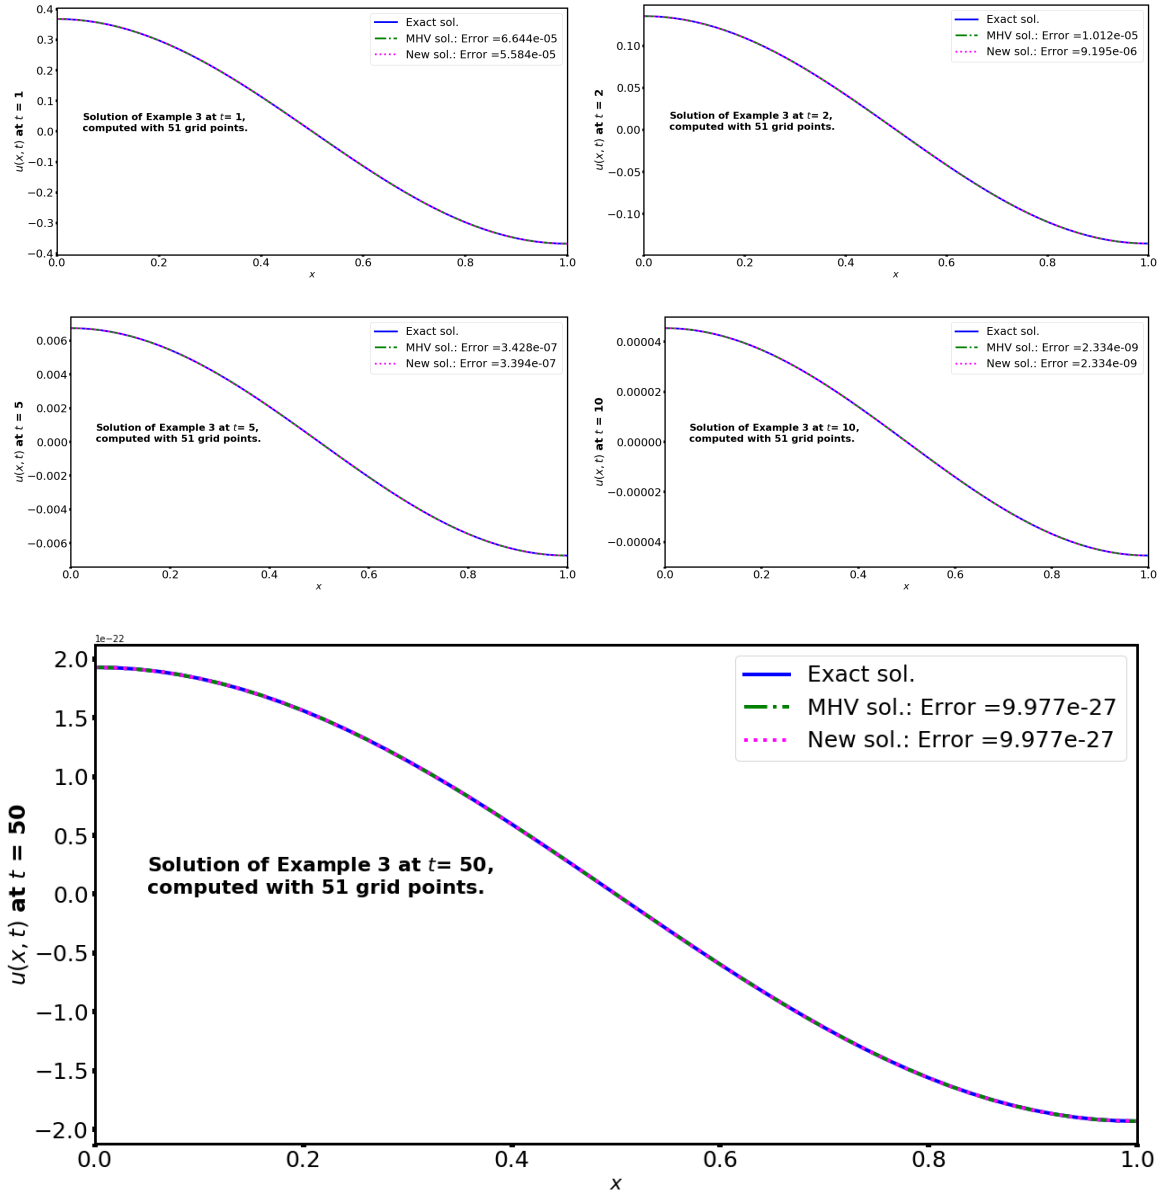 0.4
0.3
0.2
0.1
0.0
−0.1
−0.2
−0.3
−0.4
u(x, t) at t = 1
Exact sol.
MHV sol.: Error =6.644e-05
New sol.: Error =5.584e-05
Solution of Example 3 at t= 1,
computed with 51 grid points.
0.0 0.2 0.4 0.6 0.8 1.0
x
0.10
0.05
0.00
−0.05
−0.10
u(x, t) at t = 2
Exact sol.
MHV sol.: Error =1.012e-05
New sol.: Error =9.195e-06
Solution of Example 3 at t= 2,
computed with 51 grid points.
0.0 0.2 0.4 0.6 0.8 1.0
x
0.006
0.004
0.002
0.000
−0.002
−0.004
−0.006
u(x, t) at t = 5
Exact sol.
MHV sol.: Error =3.428e-07
New sol.: Error =3.394e-07
Solution of Example 3 at t= 5,
computed with 51 grid points.
0.0 0.2 0.4 0.6 0.8 1.0
x
0.00004
0.00002
0.00000
−0.00002
−0.00004
u(x, t) at t = 10
Exact sol.
MHV sol.: Error =2.334e-09
New sol.: Error =2.334e-09
Solution of Example 3 at t= 10,
computed with 51 grid points.
0.0 0.2 0.4 0.6 0.8 1.0
x
1e−22
2.0
1.5
1.0
0.5
0.0
−0.5
−1.0
−1.5
−2.0
u(x, t) at t = 50
Exact sol.
MHV sol.: Error =9.977e-27
New sol.: Error =9.977e-27
Solution of Example 3 at t= 50,
computed with 51 grid points.
0.0 0.2 0.4 0.6 0.8 1.0
x